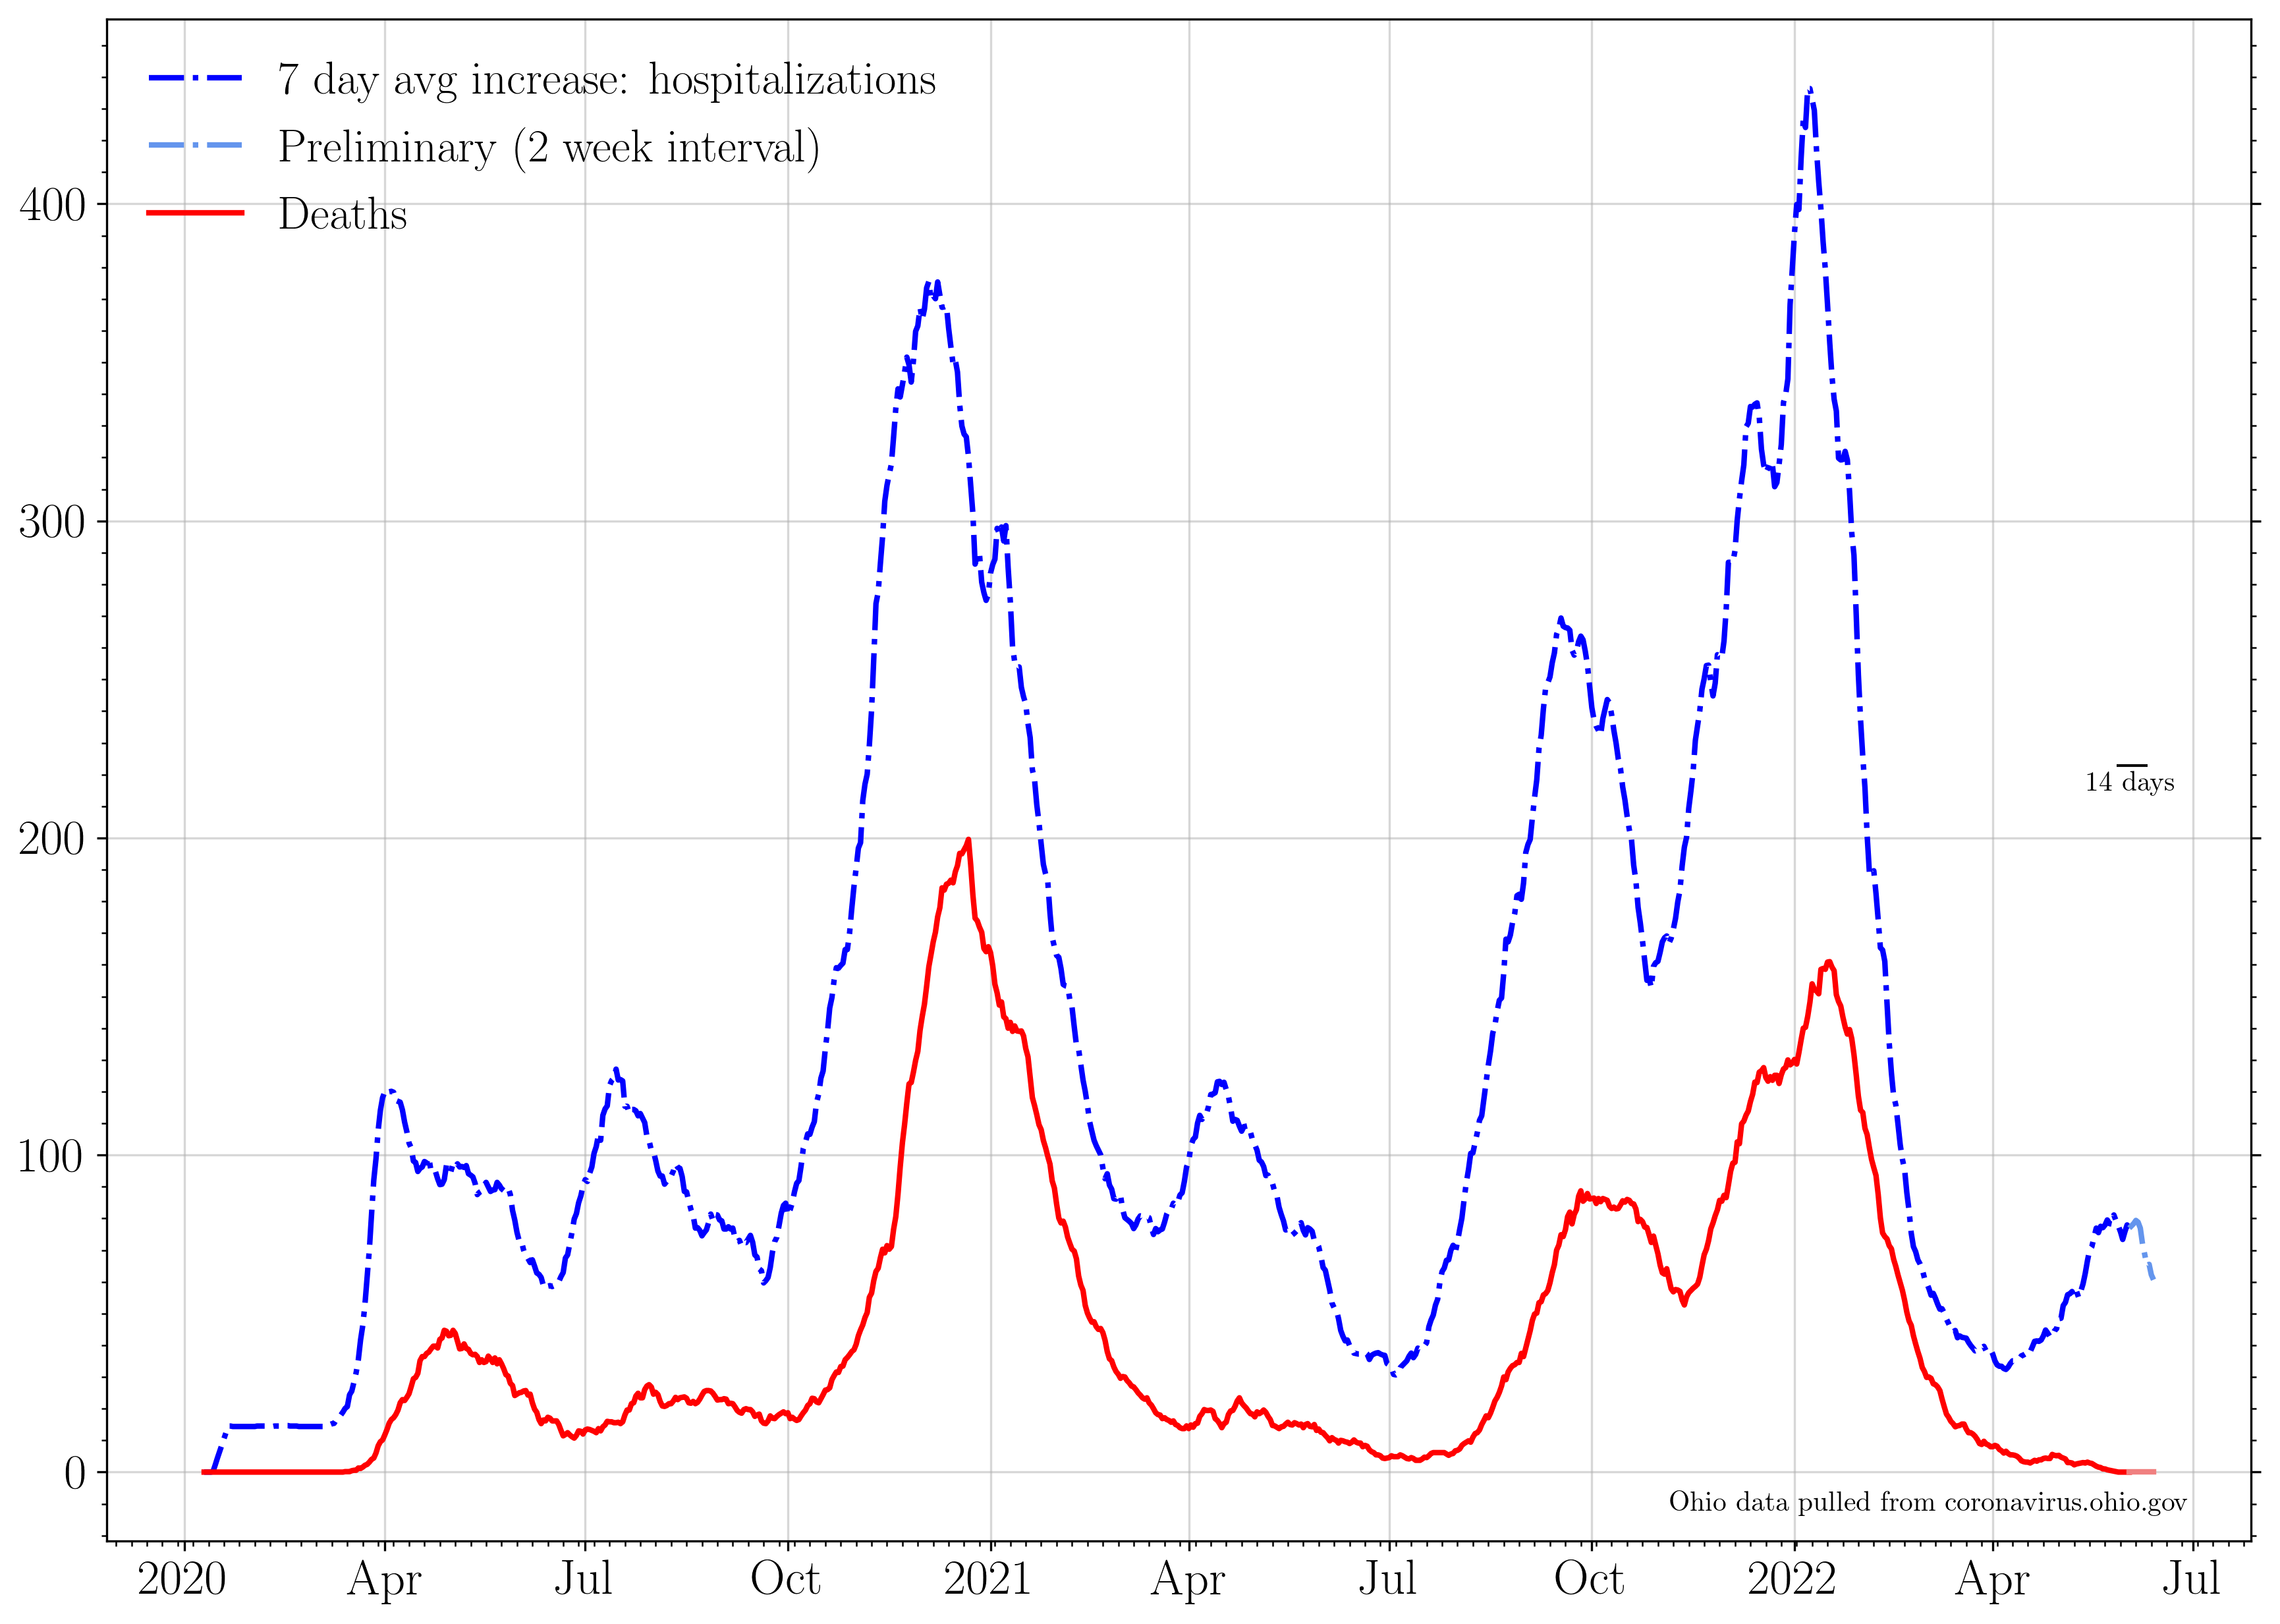 7 day avg increase: hospitalizations
Preliminary (2 week interval)
Deaths
400
300
200
14 days
100
0
Ohio data pulled from coronavirus.ohio.gov
2020 Apr Jul Oct 2021 Apr Jul Oct 2022 Apr Jul